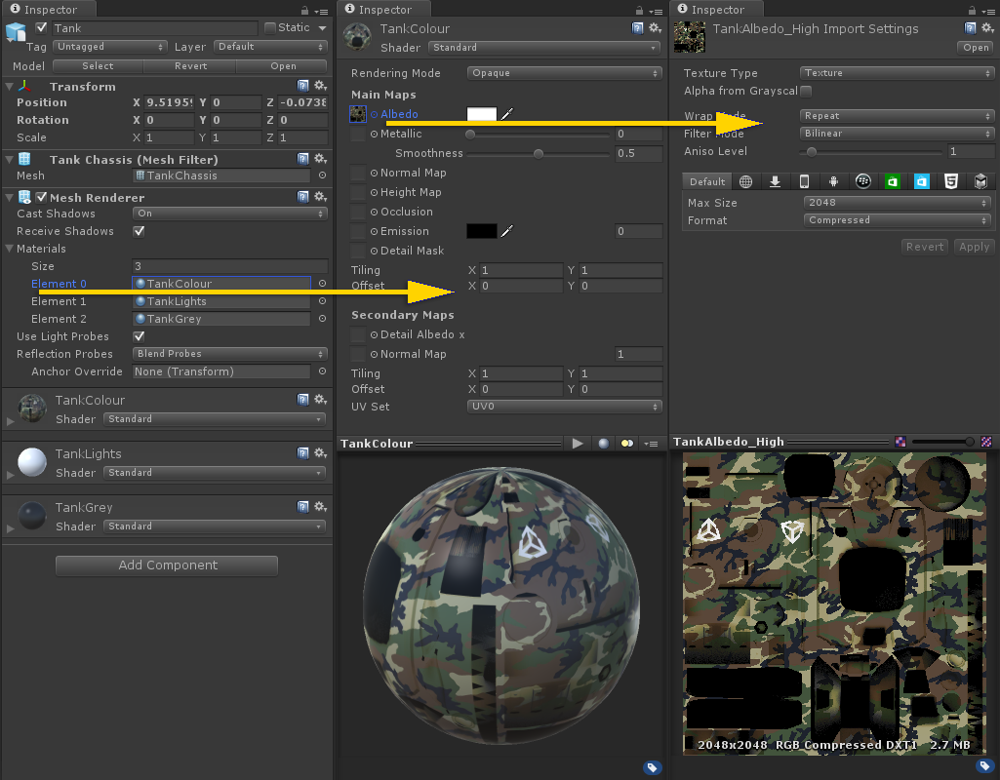 Inspector
Tank
Static
Tag Untagged Layer Default
Model Select Revert Open
Transform
Position X 9.51959 Y 0 Z -0.0738
Rotation X 0 Y 0 Z 0
Scale X 1 Y 1 Z 1
Tank Chassis (Mesh Filter)
Mesh TankChassis
Mesh Renderer
Cast Shadows On
Receive Shadows
Materials
Size 3
Element 0 TankColour
Element 1 TankLights
Element 2 TankGrey
Use Light Probes
Reflection Probes Blend Probes
Anchor Override None (Transform)
TankColour
Shader Standard
TankLights
Shader Standard
TankGrey
Shader Standard
Add Component
Inspector
TankColour
Shader Standard
Rendering Mode Opaque
Main Maps
Albedo
Metallic 0
Smoothness 0.5
Normal Map
Height Map
Occlusion
Emission 0
Detail Mask
Tiling X 1 Y 1
Offset X 0 Y 0
Secondary Maps
Detail Albedo x
Normal Map 1
Tiling X 1 Y 1
Offset X 0 Y 0
UV Set UV0
TankColour
Inspector
TankAlbedo_High Import Settings
Open
Texture Type Texture
Alpha from Grayscal
Wrap Mode Repeat
Filter Mode Bilinear
Aniso Level 1
Default
Max Size 2048
Format Compressed
Revert Apply
TankAlbedo_High
2048x2048 RGB Compressed DXT1 2.7 MB